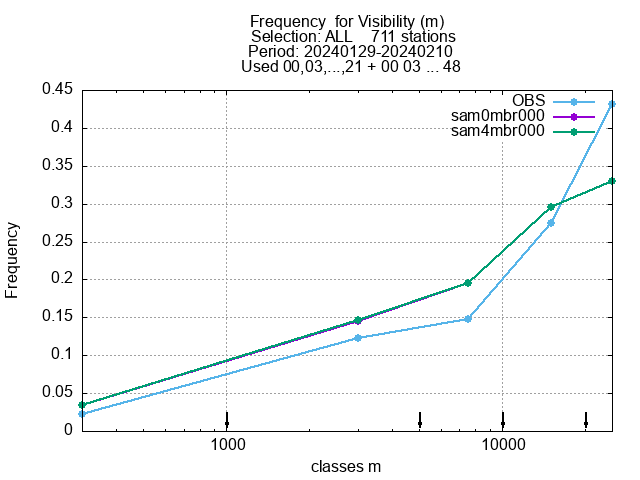 Frequency  for Visibility (m)
Selection: ALL    711 stations
Period: 20240129-20240210
Used 00,03,...,21 + 00 03 ... 48
OBS
sam0mbr000
sam4mbr000
0.45
0.4
0.35
0.3
0.25
0.2
0.15
0.1
0.05
0
Frequency
1000
10000
classes m